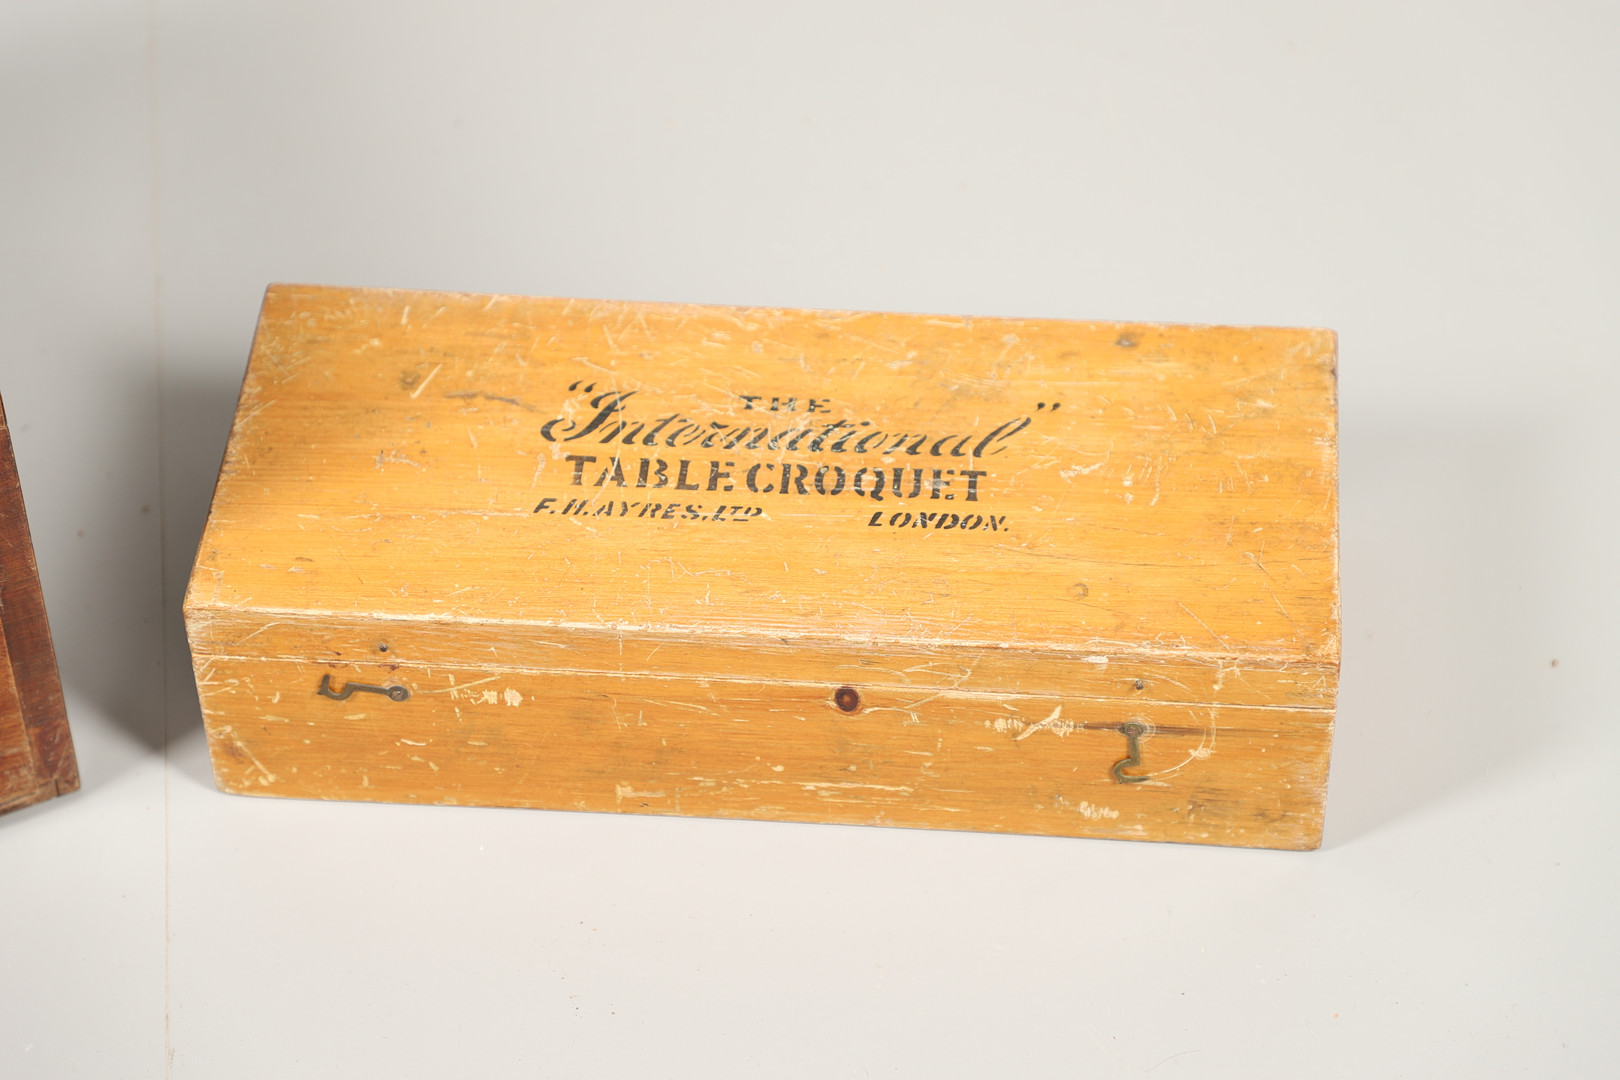 THE
"International"
TABLE CROQUET
F.H. AYRES. LTD LONDON.